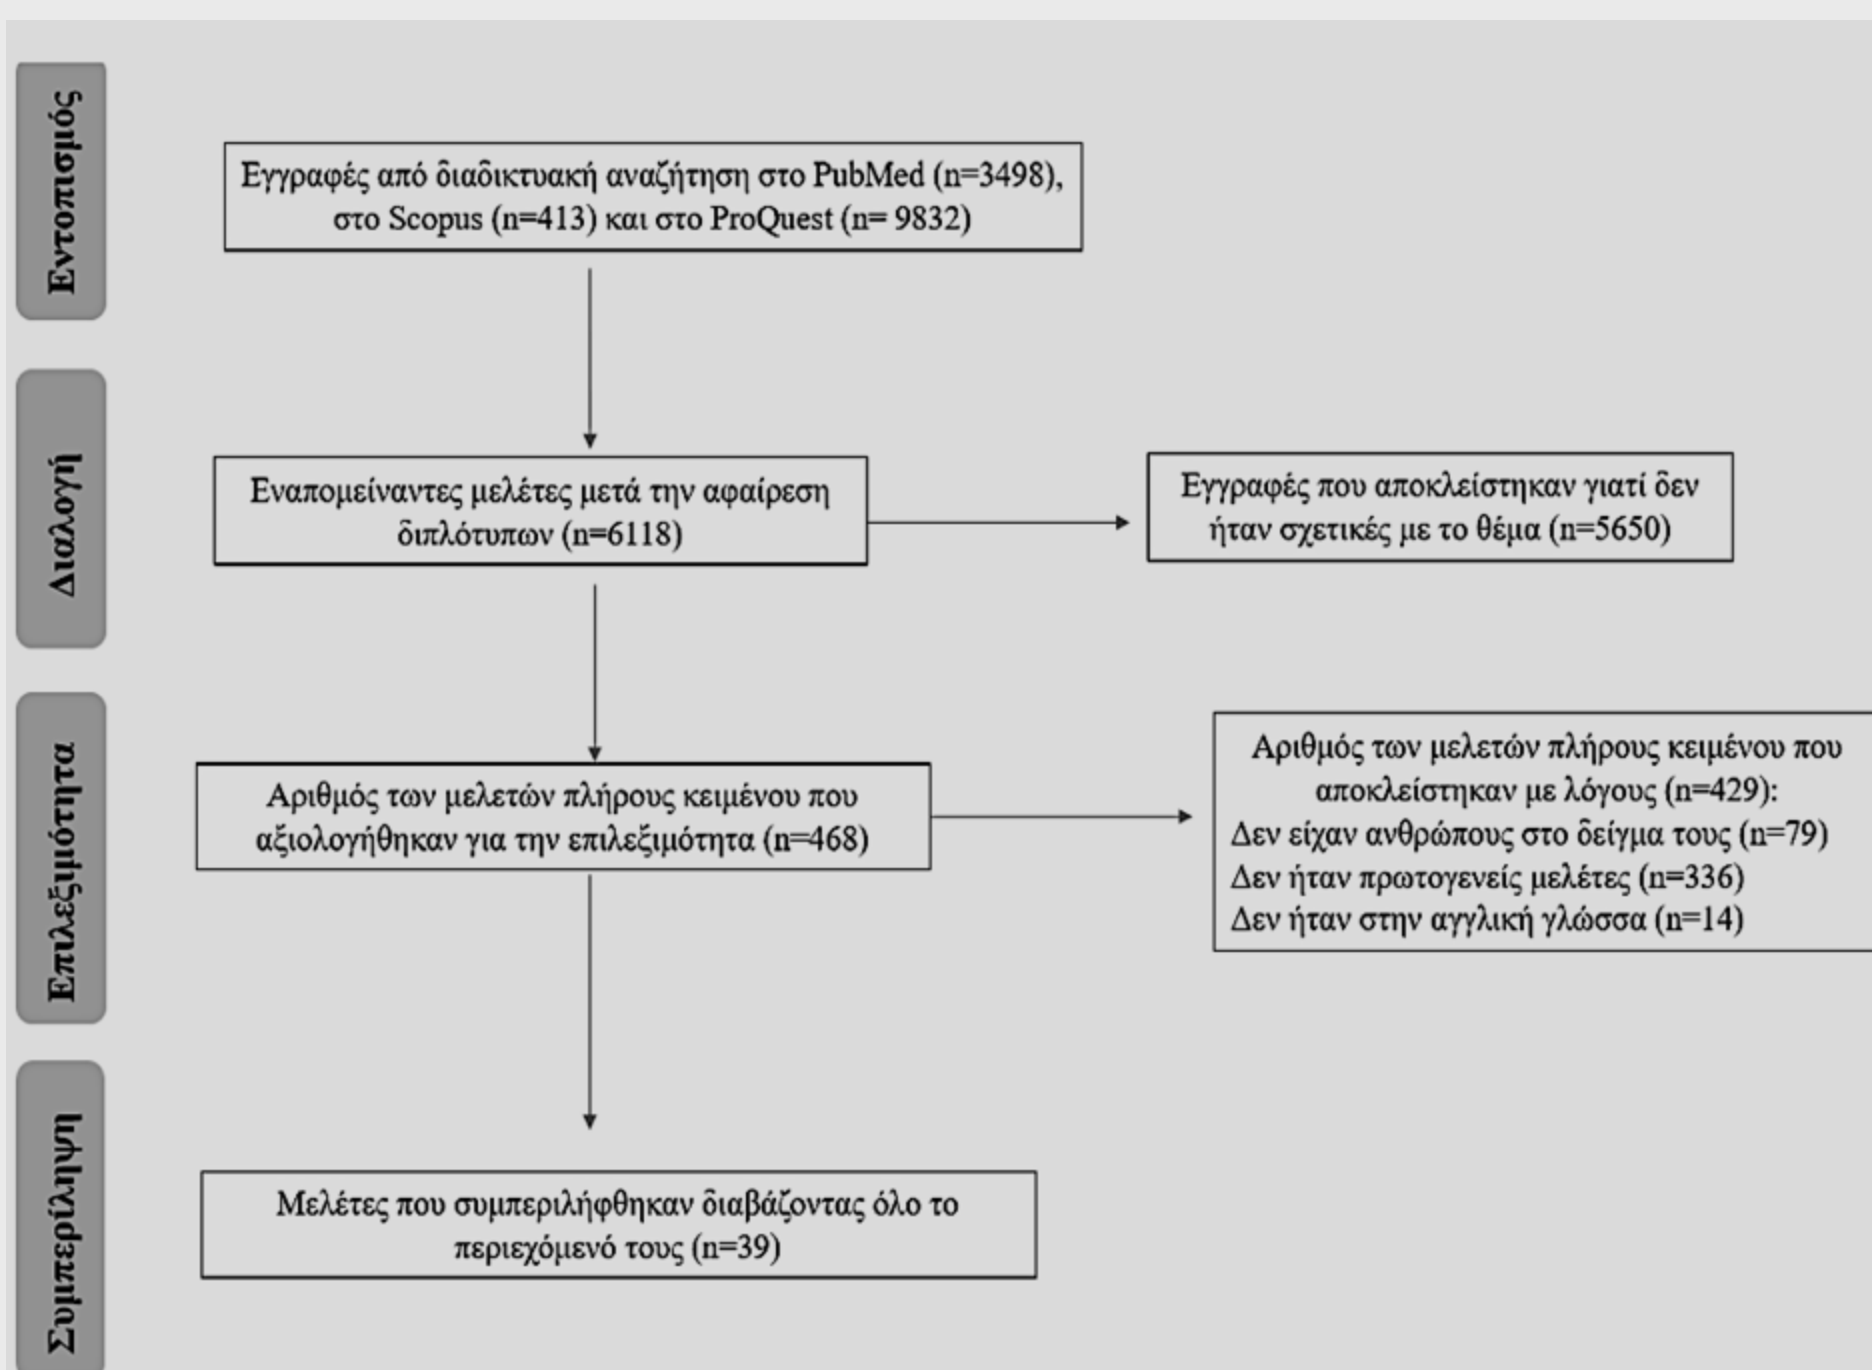 Εντοπισμός
Εγγραφές από διαδικτυακή αναζήτηση στο PubMed (n=3498),
στο Scopus (n=413) και στο ProQuest (n= 9832)
Διαλογή
Εναπομείναντες μελέτες μετά την αφαίρεση
διπλότυπων (n=6118)
Εγγραφές που αποκλείστηκαν γιατί δεν
ήταν σχετικές με το θέμα (n=5650)
Επιλεξιμότητα
Αριθμός των μελετών πλήρους κειμένου που
αξιολογήθηκαν για την επιλεξιμότητα (n=468)
Αριθμός των μελετών πλήρους κειμένου που
αποκλείστηκαν με λόγους (n=429):
Δεν είχαν ανθρώπους στο δείγμα τους (n=79)
Δεν ήταν πρωτογενείς μελέτες (n=336)
Δεν ήταν στην αγγλική γλώσσα (n=14)
Συμπερίληψη
Μελέτες που συμπεριλήφθηκαν διαβάζοντας όλο το
περιεχόμενό τους (n=39)